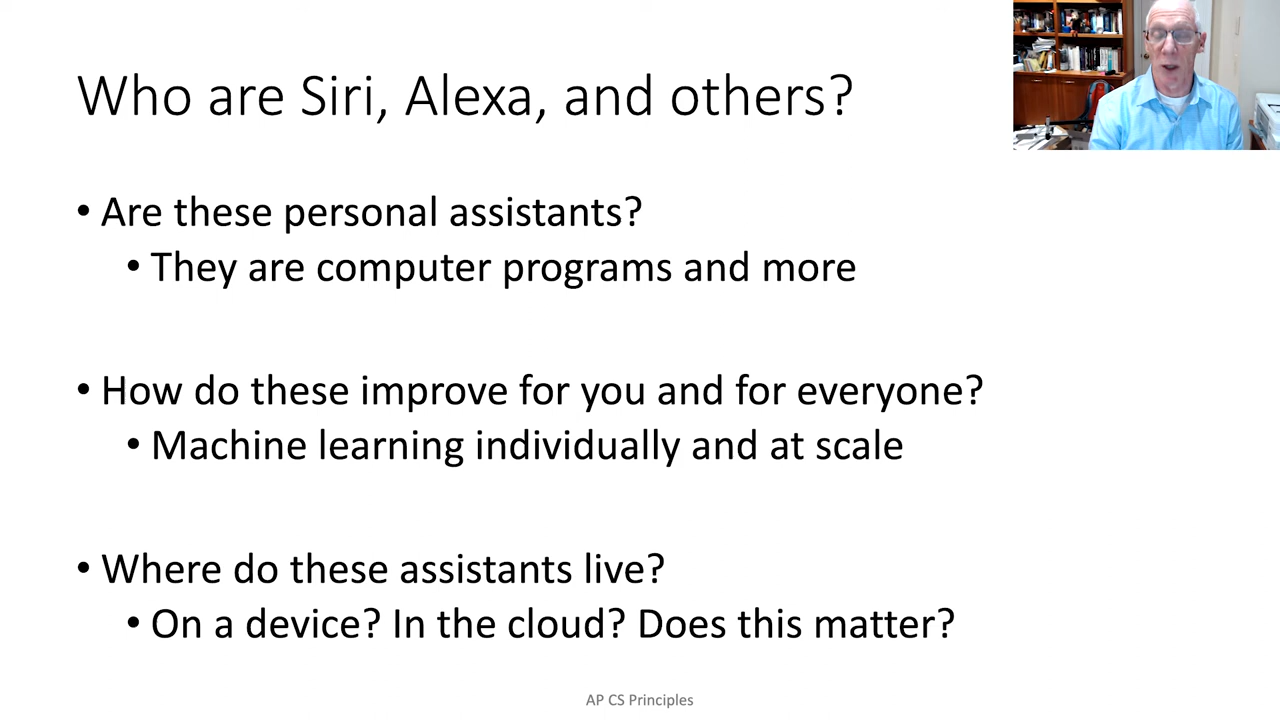 Who are Siri, Alexa, and others?
• Are these personal assistants?
• They are computer programs and more
• How do these improve for you and for everyone?
• Machine learning individually and at scale
• Where do these assistants live?
• On a device? In the cloud? Does this matter?
AP CS Principles